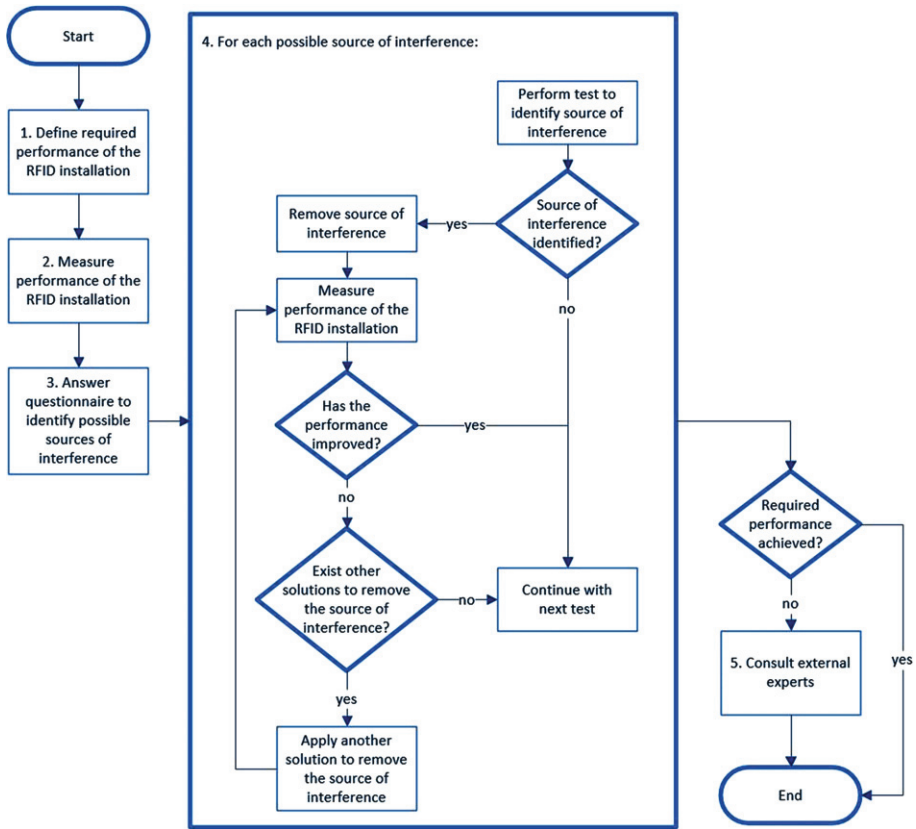 Start
1. Define required
performance of the
RFID installation
2. Measure
performance of the
RFID installation
3. Answer
questionnaire to
identify possible
sources of
interference
4. For each possible source of interference:
Perform test to
identify source of
interference
Source of
interference
identified?
yes
no
Remove source of
interference
Measure
performance of the
RFID installation
Has the
performance
improved?
yes
no
Exist other
solutions to remove
the source of
interference?
no
yes
Continue with
next test
Apply another
solution to remove
the source of
interference
Required
performance
achieved?
no
yes
5. Consult external
experts
End